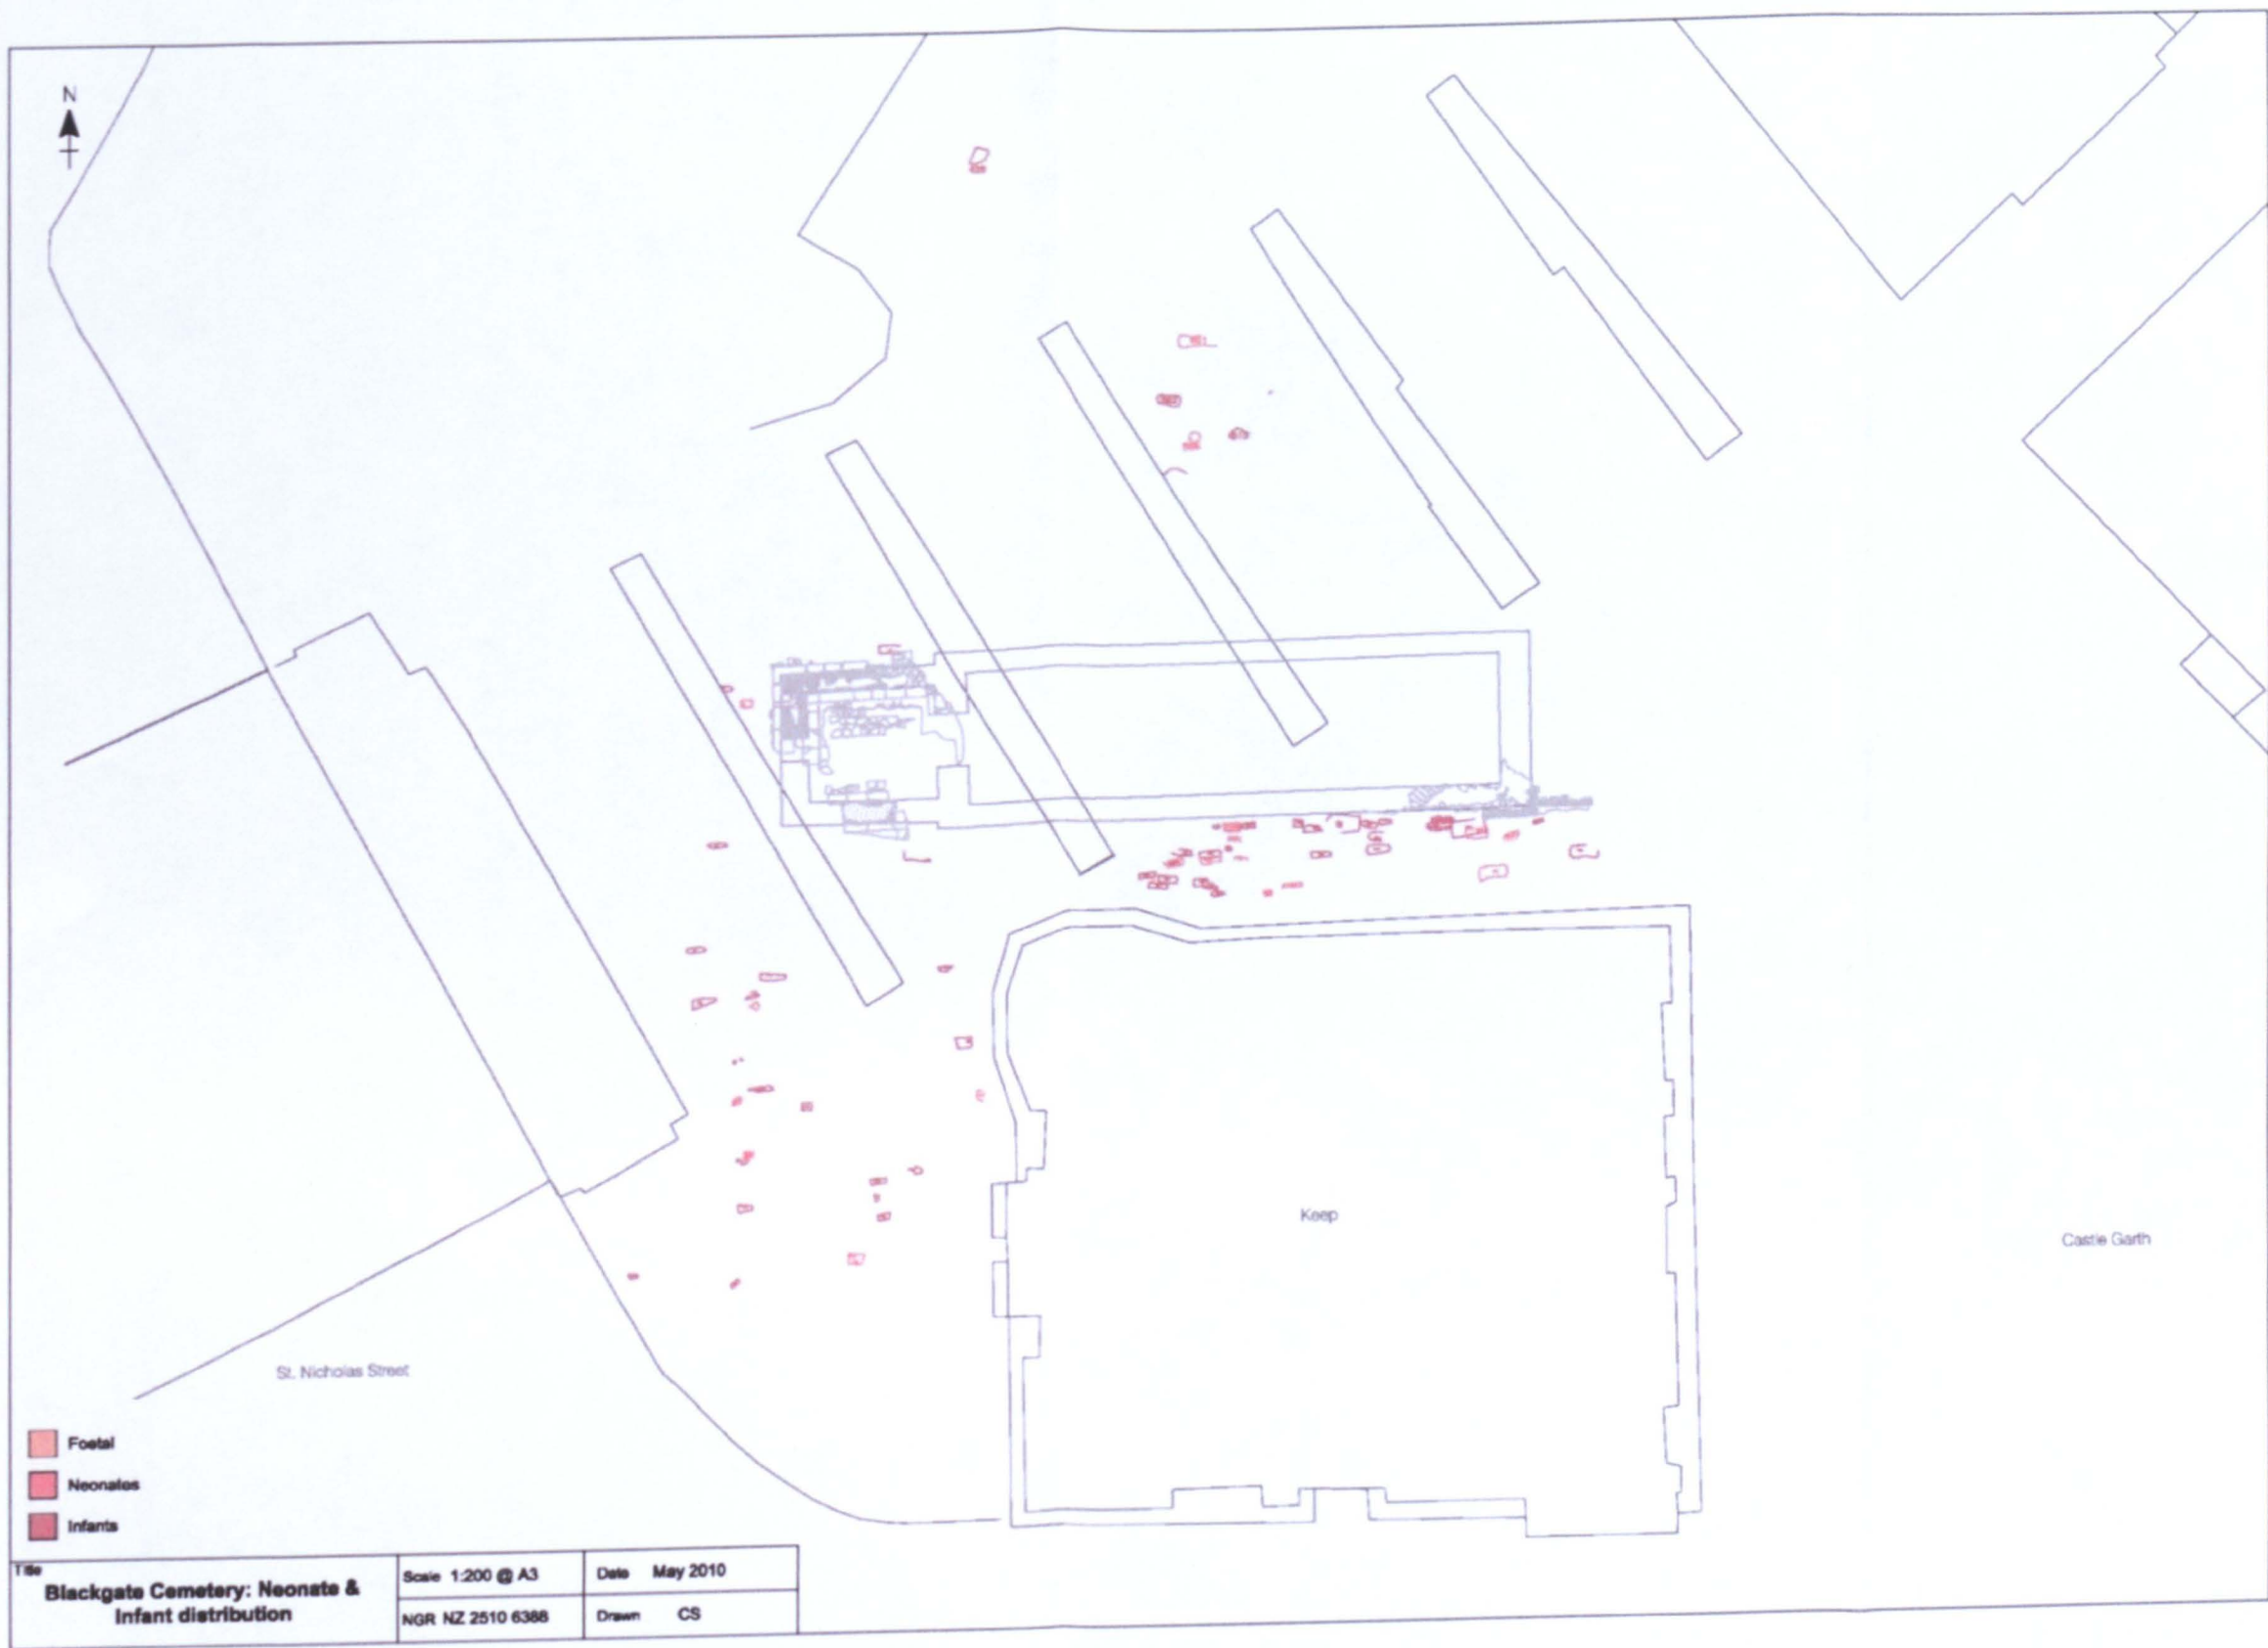 N
Keep
Castle Garth
St. Nicholas Street
Foetal
Neonates
Infants
Title
Blackgate Cemetery: Neonate &
Infant distribution
Scale 1:200 @ A3
Date May 2010
NGR NZ 2510 6388
Drawn CS